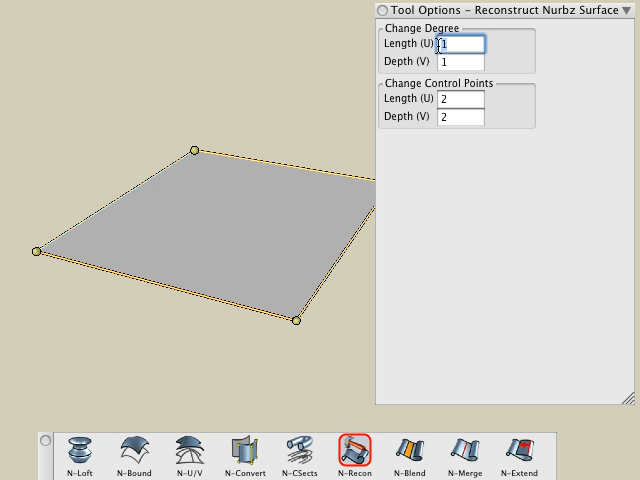 Tool Options - Reconstruct Nurbz Surface
Change Degree
Length (U) 1
Depth (V) 1
Change Control Points
Length (U) 2
Depth (V) 2
N-Loft N-Bound N-U/V N-Convert N-CSects N-Recon N-Blend N-Merge N-Extend